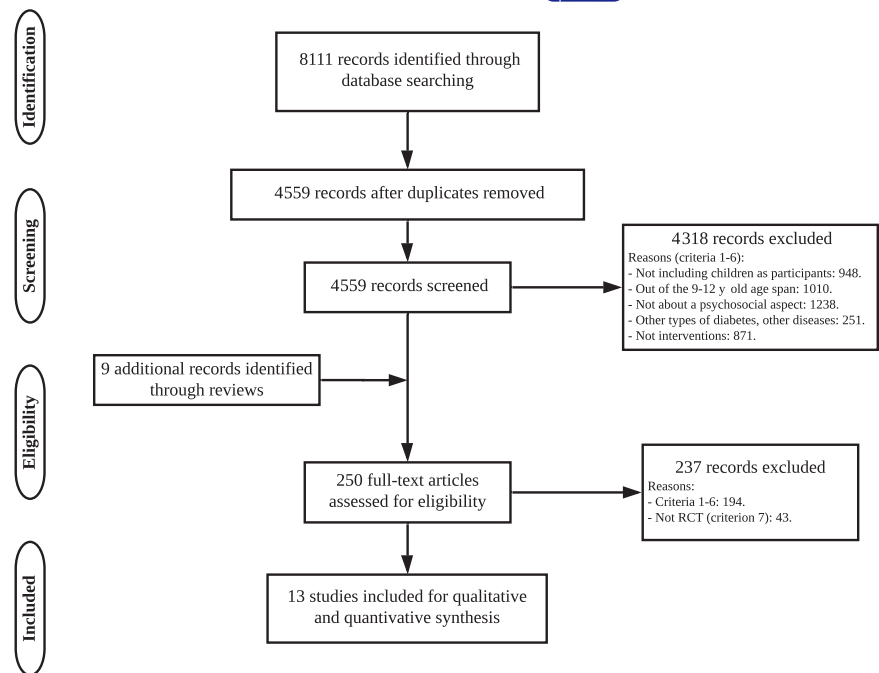 Identification
8111 records identified through
database searching
4559 records after duplicates removed
Screening
4559 records screened
4318 records excluded
Reasons (criteria 1-6):
- Not including children as participants: 948.
- Out of the 9-12 y old age span: 1010.
- Not about a psychosocial aspect: 1238.
- Other types of diabetes, other diseases: 251.
- Not interventions: 871.
9 additional records identified
through reviews
Eligibility
250 full-text articles
assessed for eligibility
237 records excluded
Reasons:
- Criteria 1-6: 194.
- Not RCT (criterion 7): 43.
Included
13 studies included for qualitative
and quantivative synthesis